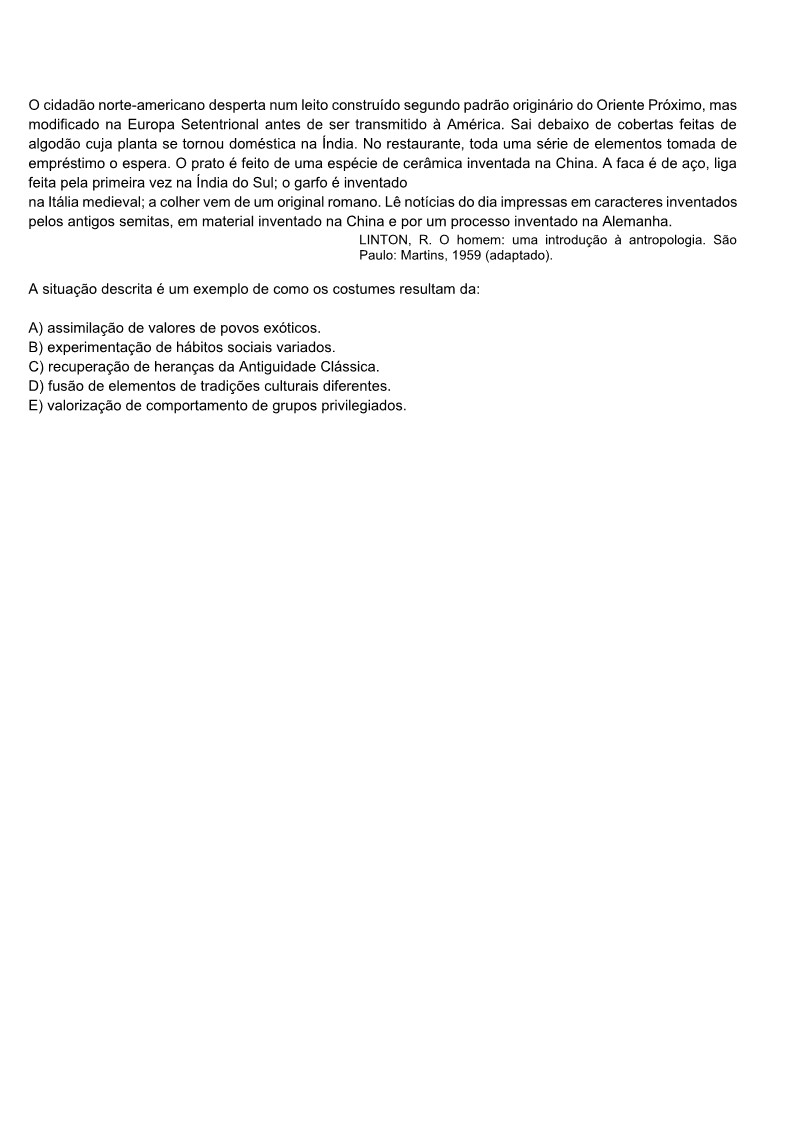 O cidadão norte-americano desperta num leito construído segundo padrão originário do Oriente Próximo, mas
modificado na Europa Setentrional antes de ser transmitido à América. Sai debaixo de cobertas feitas de
algodão cuja planta se tornou doméstica na Índia. No restaurante, toda uma série de elementos tomada de
empréstimo o espera. O prato é feito de uma espécie de cerâmica inventada na China. A faca é de aço, liga
feita pela primeira vez na Índia do Sul; o garfo é inventado
na Itália medieval; a colher vem de um original romano. Lê notícias do dia impressas em caracteres inventados
pelos antigos semitas, em material inventado na China e por um processo inventado na Alemanha.
LINTON, R. O homem: uma introdução à antropologia. São
Paulo: Martins, 1959 (adaptado).
A situação descrita é um exemplo de como os costumes resultam da:
A) assimilação de valores de povos exóticos.
B) experimentação de hábitos sociais variados.
C) recuperação de heranças da Antiguidade Clássica.
D) fusão de elementos de tradições culturais diferentes.
E) valorização de comportamento de grupos privilegiados.